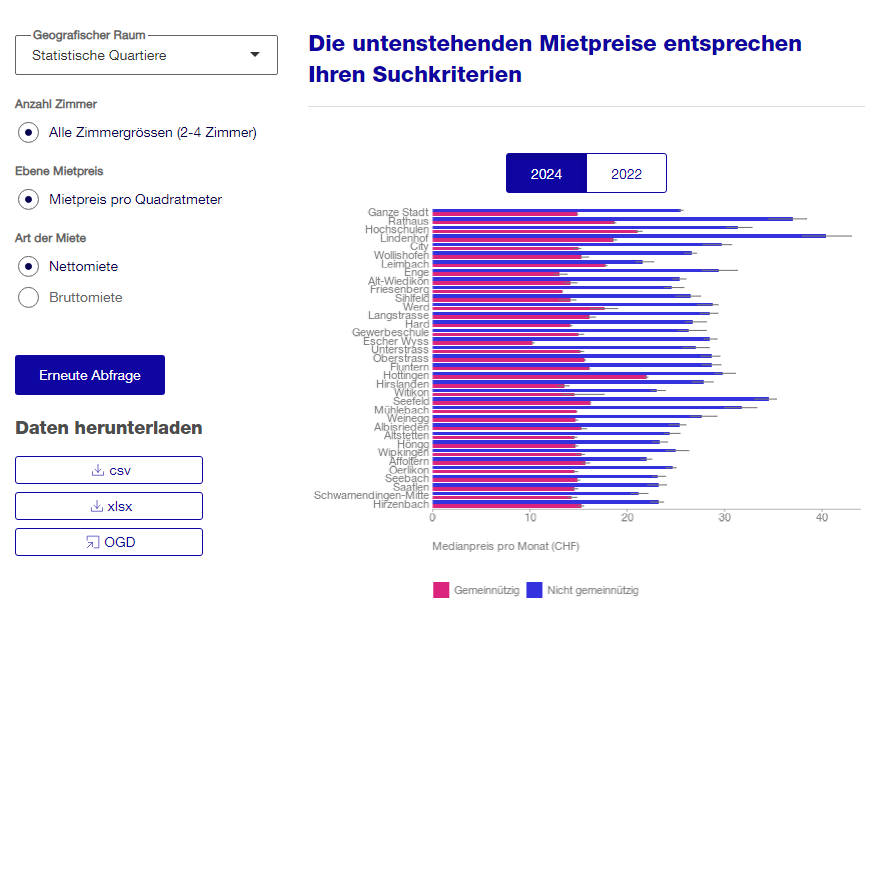 Geografischer Raum
Statistische Quartiere
Anzahl Zimmer
Alle Zimmergrössen (2-4 Zimmer)
Ebene Mietpreis
Mietpreis pro Quadratmeter
Art der Miete
Nettomiete
Bruttomiete
Erneute Abfrage
Daten herunterladen
csv
xlsx
OGD
Die untenstehenden Mietpreise entsprechen
Ihren Suchkriterien
2024 2022
Ganze Stadt
Rathaus
Hochschulen
Lindenhof
City
Wollishofen
Leimbach
Enge
Alt-Wiedikon
Friesenberg
Sihlfeld
Werd
Langstrasse
Hard
Gewerbeschule
Escher Wyss
Unterstrass
Oberstrass
Fluntern
Hottingen
Hirslanden
Witikon
Seefeld
Mühlebach
Weinegg
Albisrieden
Altstetten
Höngg
Wipkingen
Affoltern
Oerlikon
Seebach
Saatlen
Schwamendingen-Mitte
Hirzenbach
0 10 20 30 40
Medianpreis pro Monat (CHF)
Gemeinnützig Nicht gemeinnützig